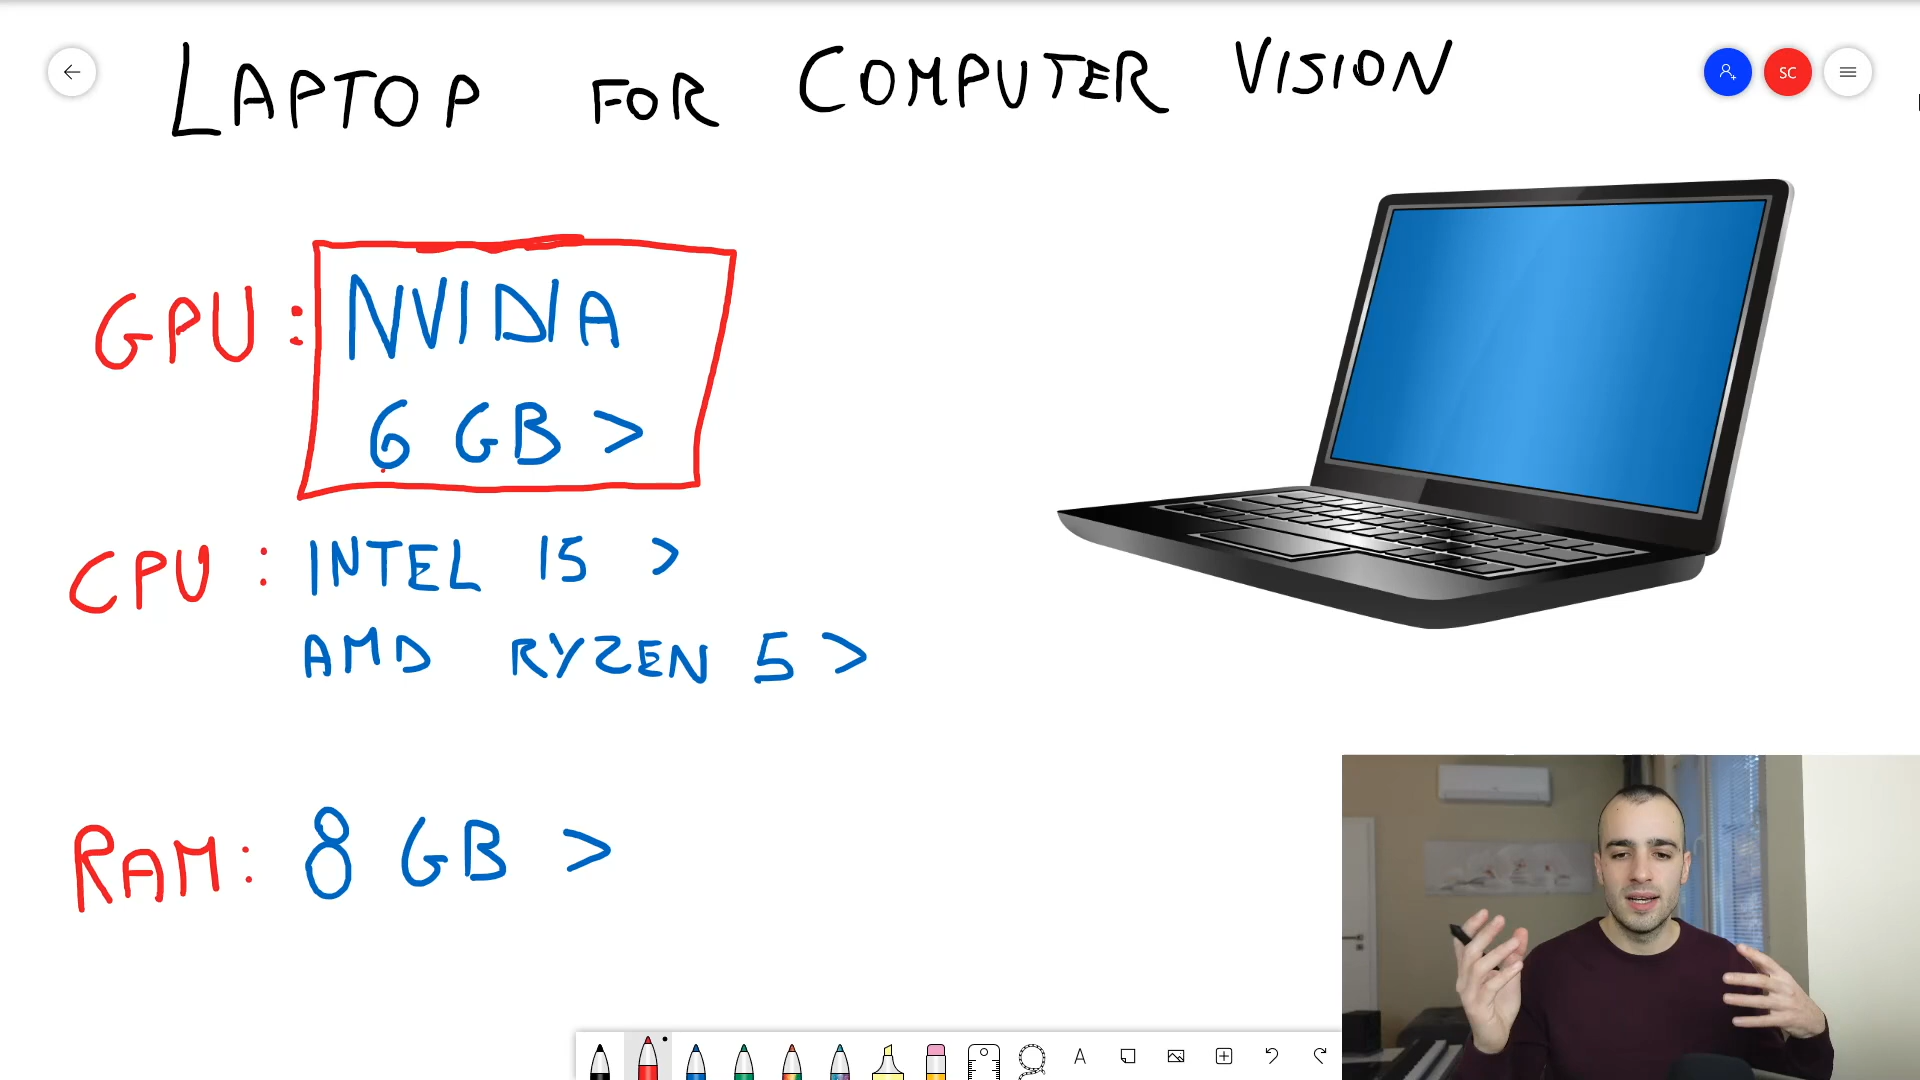 LAPTOP FOR COMPUTER VISION
SC
GPU: NVIDIA
6 GB >
CPU: INTEL I5 >
AMD RYZEN 5 >
RAM: 8 GB >
A